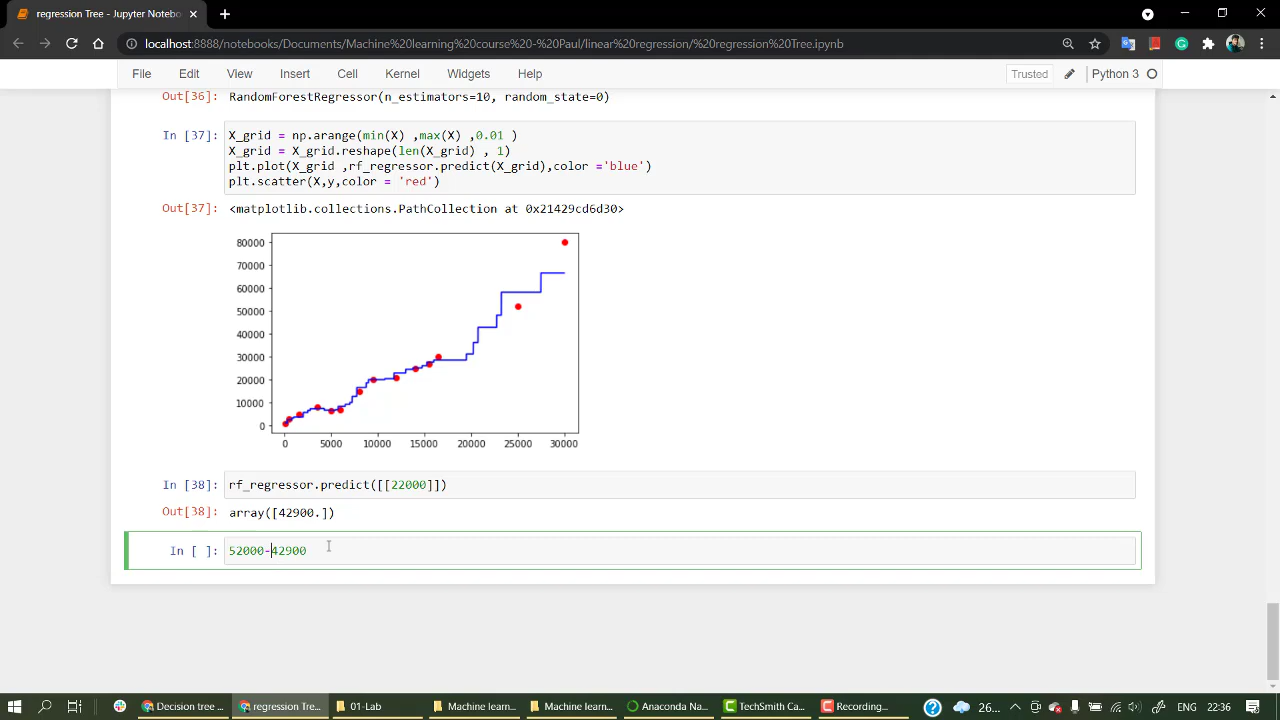 regression Tree - Jupyter Notebo
localhost:8888/notebooks/Documents/Machine%20learning%20course%20-%20Paul/linear%20regression/%20regression%20Tree.ipynb
File Edit View Insert Cell Kernel Widgets Help Trusted Python 3
Out[36]: RandomForestRegressor(n_estimators=10, random_state=0)
In [37]: X_grid = np.arange(min(X) ,max(X) ,0.01 )
X_grid = X_grid.reshape(len(X_grid) , 1)
plt.plot(X_grid ,rf_regressor.predict(X_grid),color ='blue')
plt.scatter(X,y,color = 'red')
Out[37]: <matplotlib.collections.PathCollection at 0x21429cd6d30>
80000
70000
60000
50000
40000
30000
20000
10000
0
0 5000 10000 15000 20000 25000 30000
In [38]: rf_regressor.predict([[22000]])
Out[38]: array([42900.])
In [ ]: 52000-42900
Decision tree ... regression Tre... 01-Lab Machine learn... Machine learn... Anaconda Na... TechSmith Ca... Recording... 26... ENG 22:36